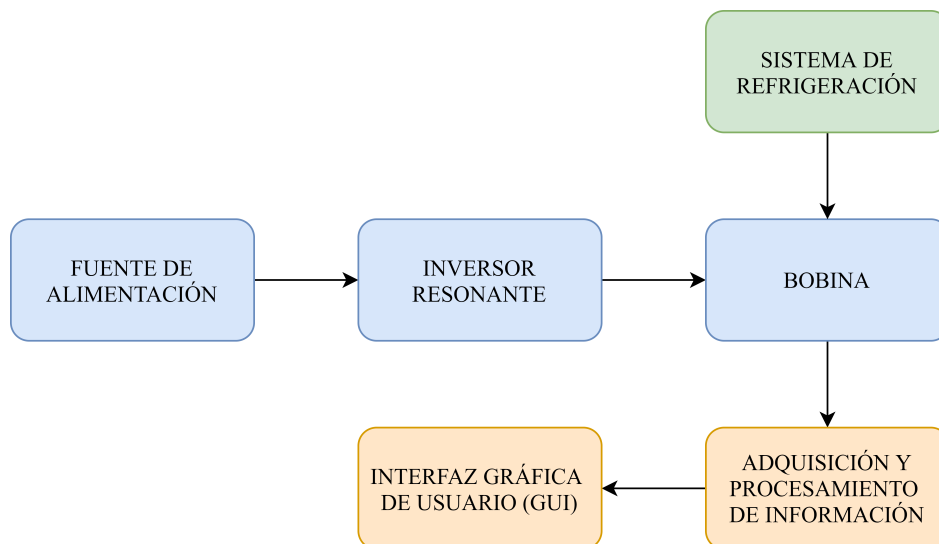 SISTEMA DE
REFRIGERACIÓN
FUENTE DE
ALIMENTACIÓN
INVERSOR
RESONANTE
BOBINA
INTERFAZ GRÁFICA
DE USUARIO (GUI)
ADQUISICIÓN Y
PROCESAMIENTO
DE INFORMACIÓN